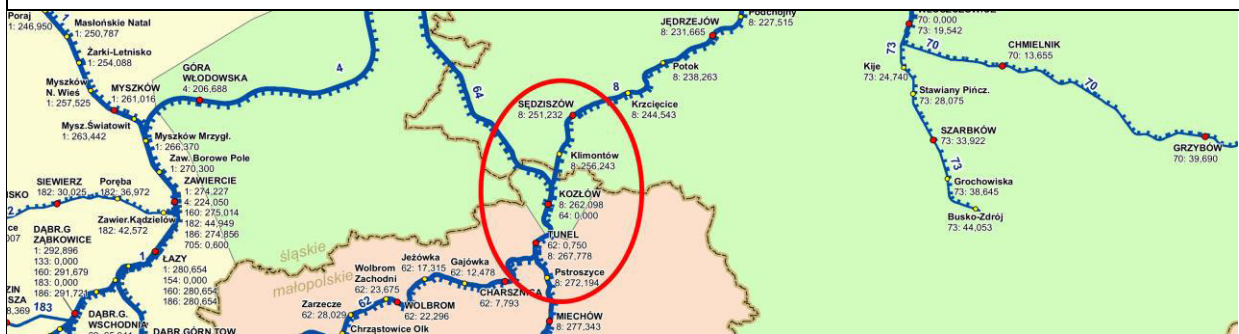 Poraj
1: 246,950
Masłońskie Natal
1: 250,787
Żarki-Letnisko
1: 254,088
Myszków
N. Wieś
1: 257,525
MYSZKÓW
1: 261,016
Mysz.Światowit
1: 263,442
Myszków Mrzygł.
1: 266,370
Zaw. Borowe Pole
1: 270,300
ZAWIERCIE
1: 274,227
4: 224,050
160: 275,014
182: 44,949
186: 274,856
705: 0,600
SIEWIERZ
182: 30,025
Poręba
182: 36,972
Zawier.Kądzielów
182: 42,572
DĄBR.G
ZĄBKOWICE
1: 292,896
133: 0,000
160: 291,679
183: 0,000
186: 291,721
1
ŁAZY
1: 280,654
154: 0,000
160: 280,654
186: 280,654
183
DĄBR.G.
WSCHODNIA
DĄBR.GÓRN.TOW
GÓRA
WŁODOWSKA
4: 206,688
4
64
śląskie
małopolskie
JĘDRZEJÓW
8: 231,665
Podchojny
8: 227,515
Potok
8: 238,263
8
Krzcięcice
8: 244,543
SĘDZISZÓW
8: 251,232
Klimontów
8: 256,243
KOZŁÓW
8: 262,098
64: 0,000
TUNEL
62: 0,750
8: 267,778
Pstroszyce
8: 272,194
MIECHÓW
8: 277,343
CHARSZNICA
62: 7,793
Gajówka
62: 12,478
Jeżówka
62: 17,315
Wolbrom
Zachodni
62: 23,675
WOLBROM
62: 22,296
62
Zarzecze
62: 28,029
Chrząstowice Olk
70: 0,000
73: 19,542
73
70
Kije
73: 24,740
CHMIELNIK
70: 13,655
70
Stawiany Pińcz.
73: 28,075
SZARBKÓW
73: 33,922
GRZYBÓW
70: 39,690
73
Grochowiska
73: 38,645
Busko-Zdrój
73: 44,053